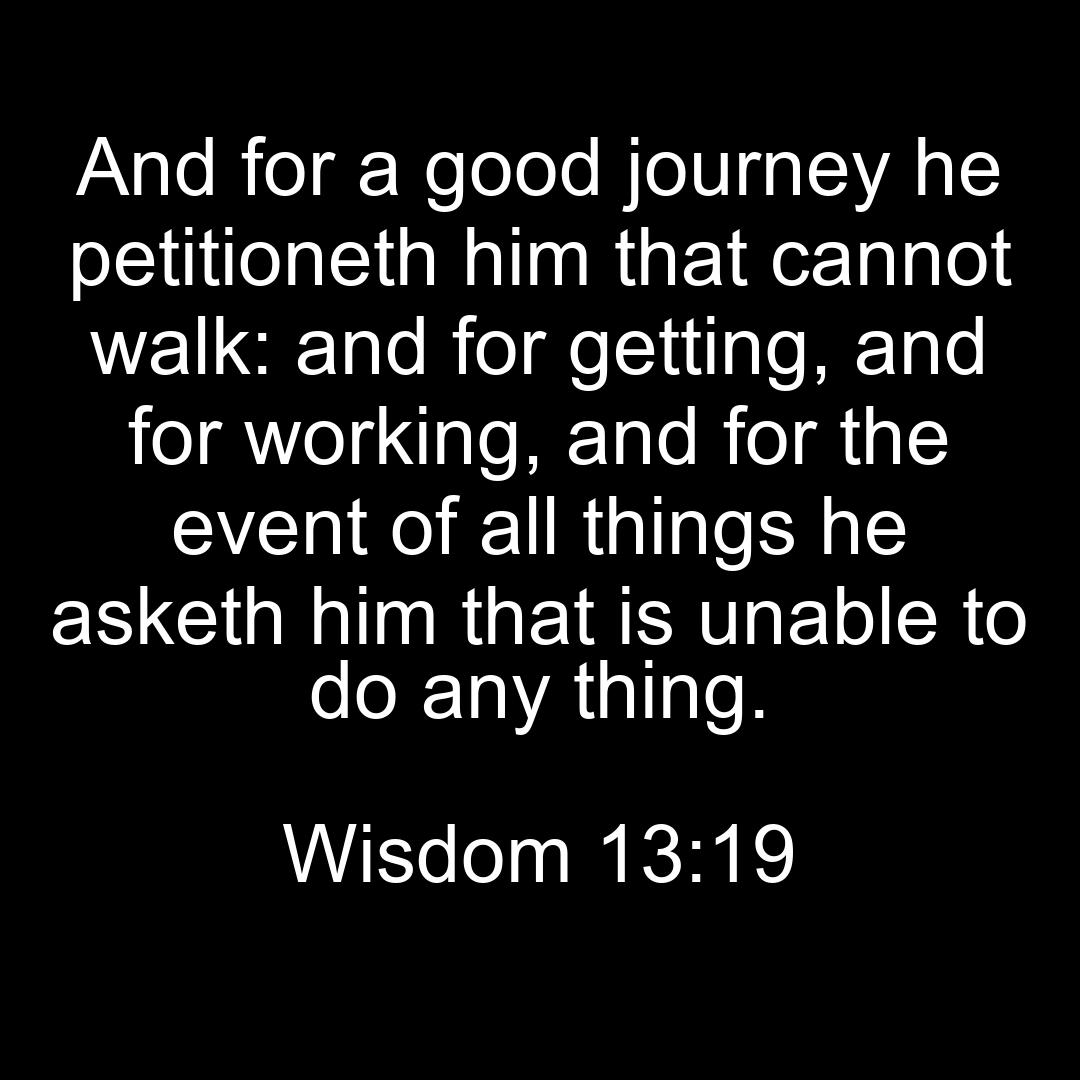 And for a good journey he
petitioneth him that cannot
walk: and for getting, and
for working, and for the
event of all things he
asketh him that is unable to
do any thing.
Wisdom 13:19